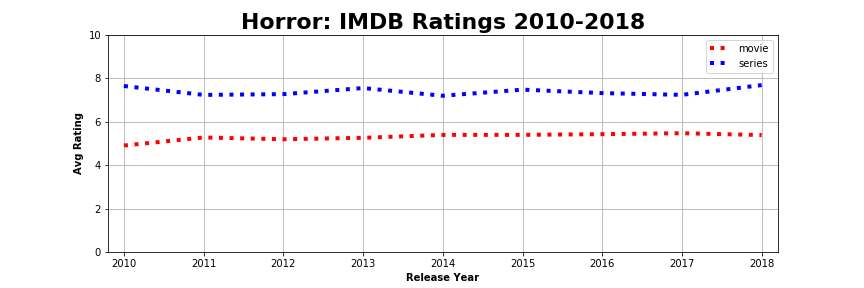 Horror: IMDB Ratings 2010-2018
movie
series
10
8
6
4
2
0
Avg Rating
2010 2011 2012 2013 2014 2015 2016 2017 2018
Release Year